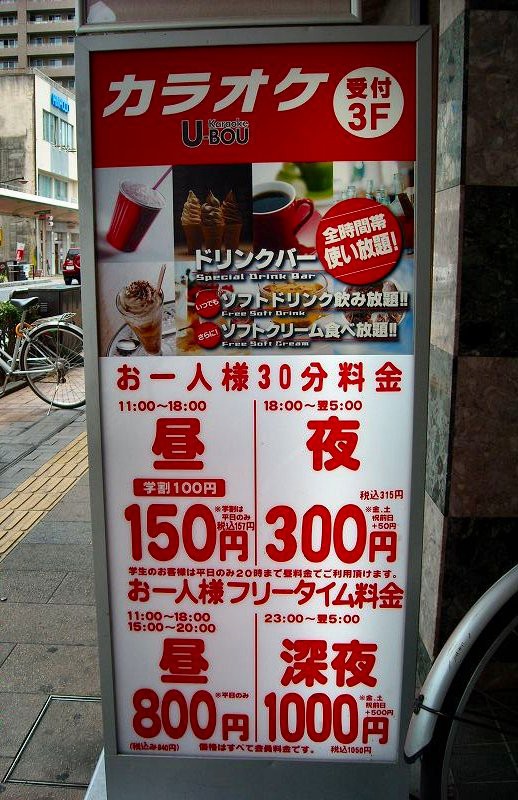 カラオケ
受付
3F
Karaoke
U-BOU
全時間帯
使い放題!
ドリンクバー
Special Drink Bar
いつでも
ソフトドリンク飲み放題!!
Free Soft Drink
さらに!
ソフトクリーム食べ放題!!
Free Soft Cream
お一人様30分料金
11:00〜18:00
昼
学割100円
150円
※学割は
平日のみ
税込157円
18:00〜翌5:00
夜
税込315円
300円
※金、土
祝前日
+50円
学生のお客様は平日のみ20時まで昼料金でご利用頂けます。
お一人様フリータイム料金
11:00〜18:00
15:00〜20:00
昼
※平日のみ
800円
(税込み840円)
23:00〜翌5:00
深夜
※金、土
祝前日
+500円
1000円
価格はすべて会員料金です。
税込1050円